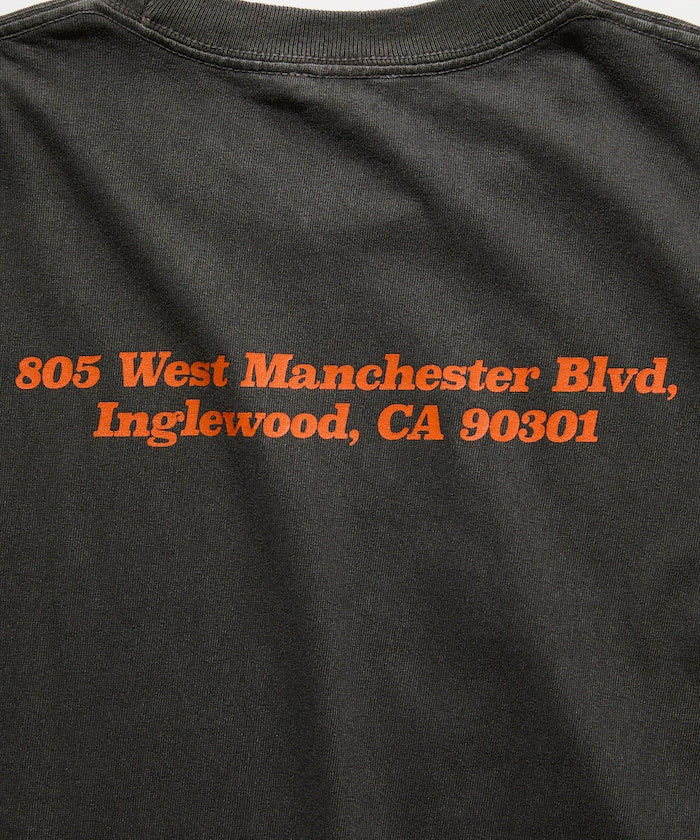 805 West Manchester Blvd,
Inglewood, CA 90301